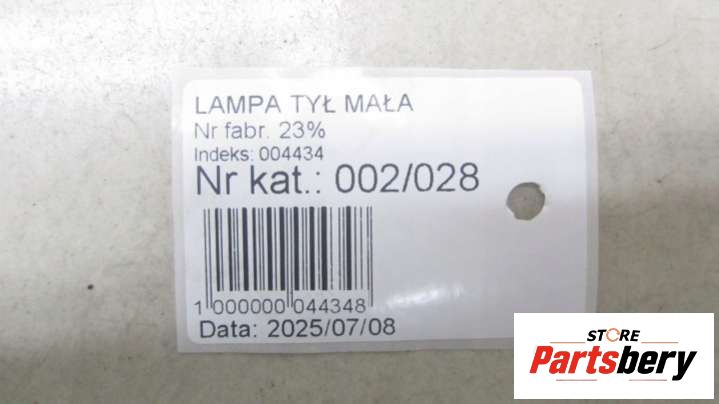 LAMPA TYŁ MAŁA
Nr fabr. 23%
Indeks: 004434
Nr kat.: 002/028
1 000000 044348
Data: 2025/07/08
STORE
Partsbery